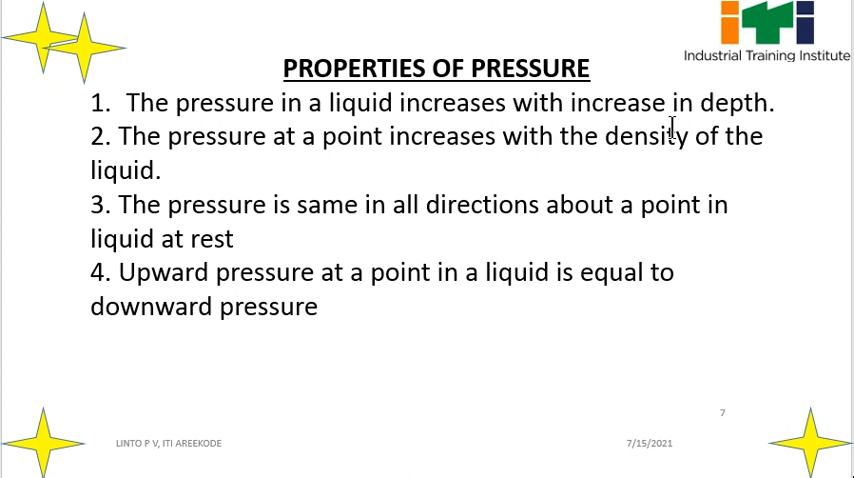 iTi
Industrial Training Institute
PROPERTIES OF PRESSURE
1. The pressure in a liquid increases with increase in depth.
2. The pressure at a point increases with the density of the
liquid.
3. The pressure is same in all directions about a point in
liquid at rest
4. Upward pressure at a point in a liquid is equal to
downward pressure
7
LINTO P V, ITI AREEKODE
7/15/2021